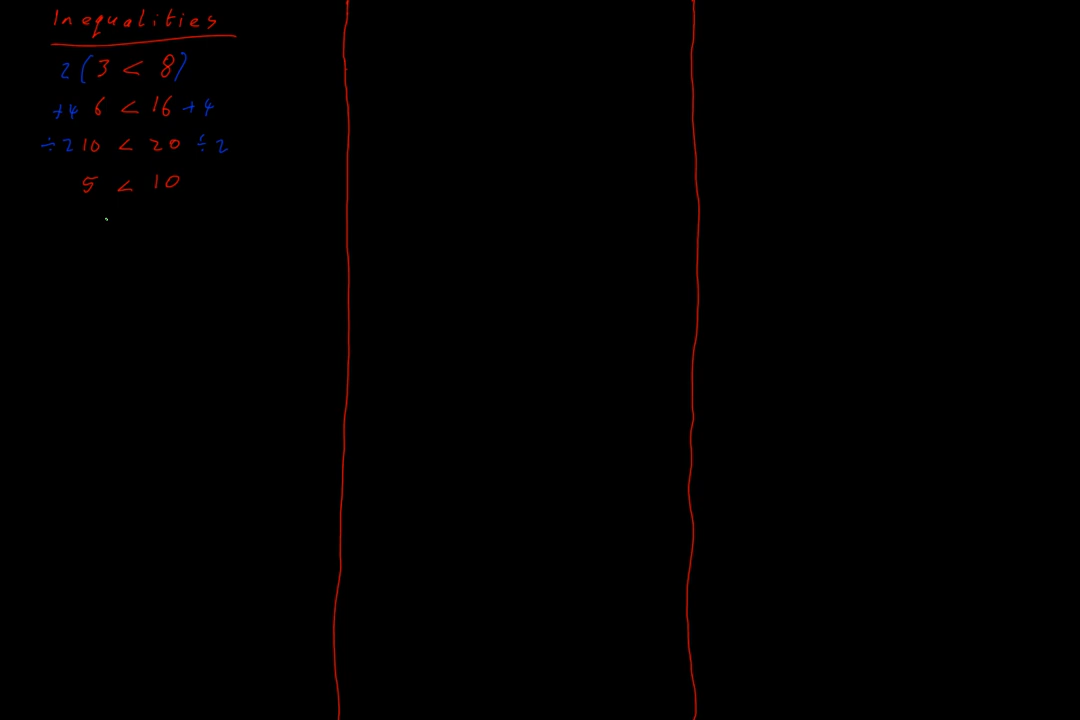 Inequalities
2(3 < 8)
+4 6 < 16 +4
÷2 10 < 20 ÷2
5 < 10